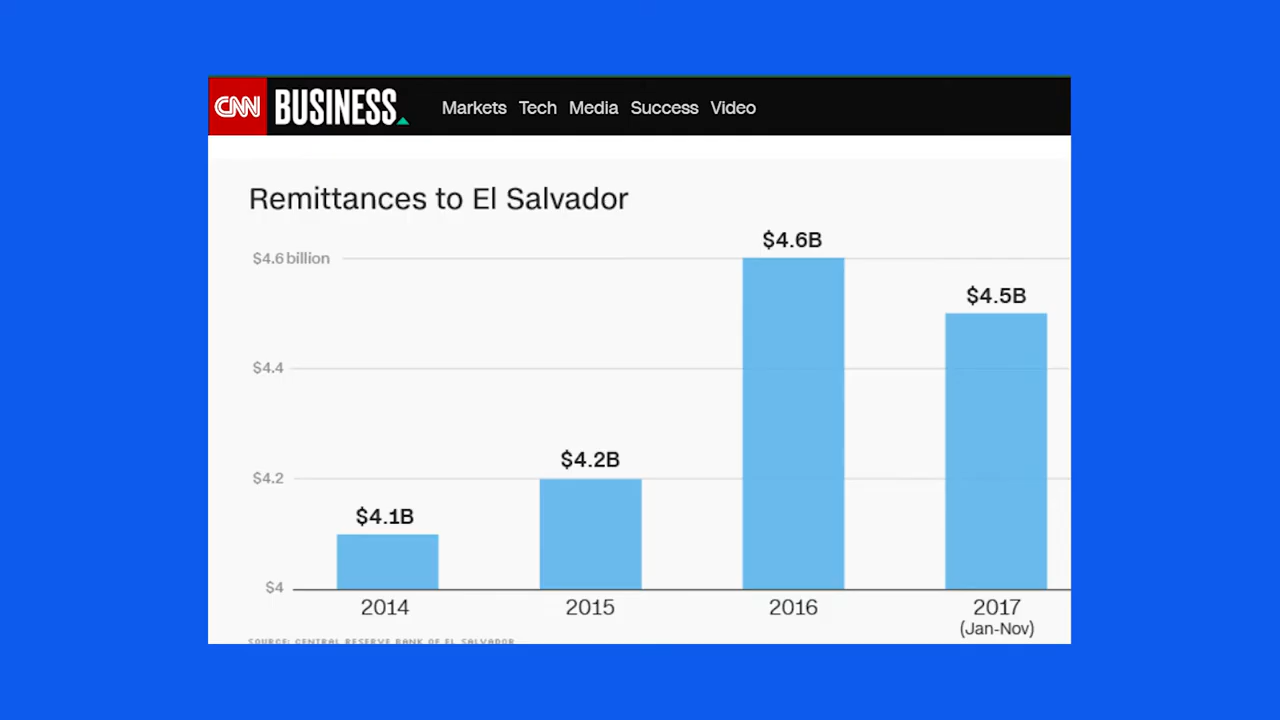 CNN BUSINESS Markets Tech Media Success Video
Remittances to El Salvador
$4.6B
$4.6 billion
$4.5B
$4.4
$4.2B
$4.2
$4.1B
$4
2014 2015 2016 2017
(Jan-Nov)
SOURCE: CENTRAL RESERVE BANK OF EL SALVADOR